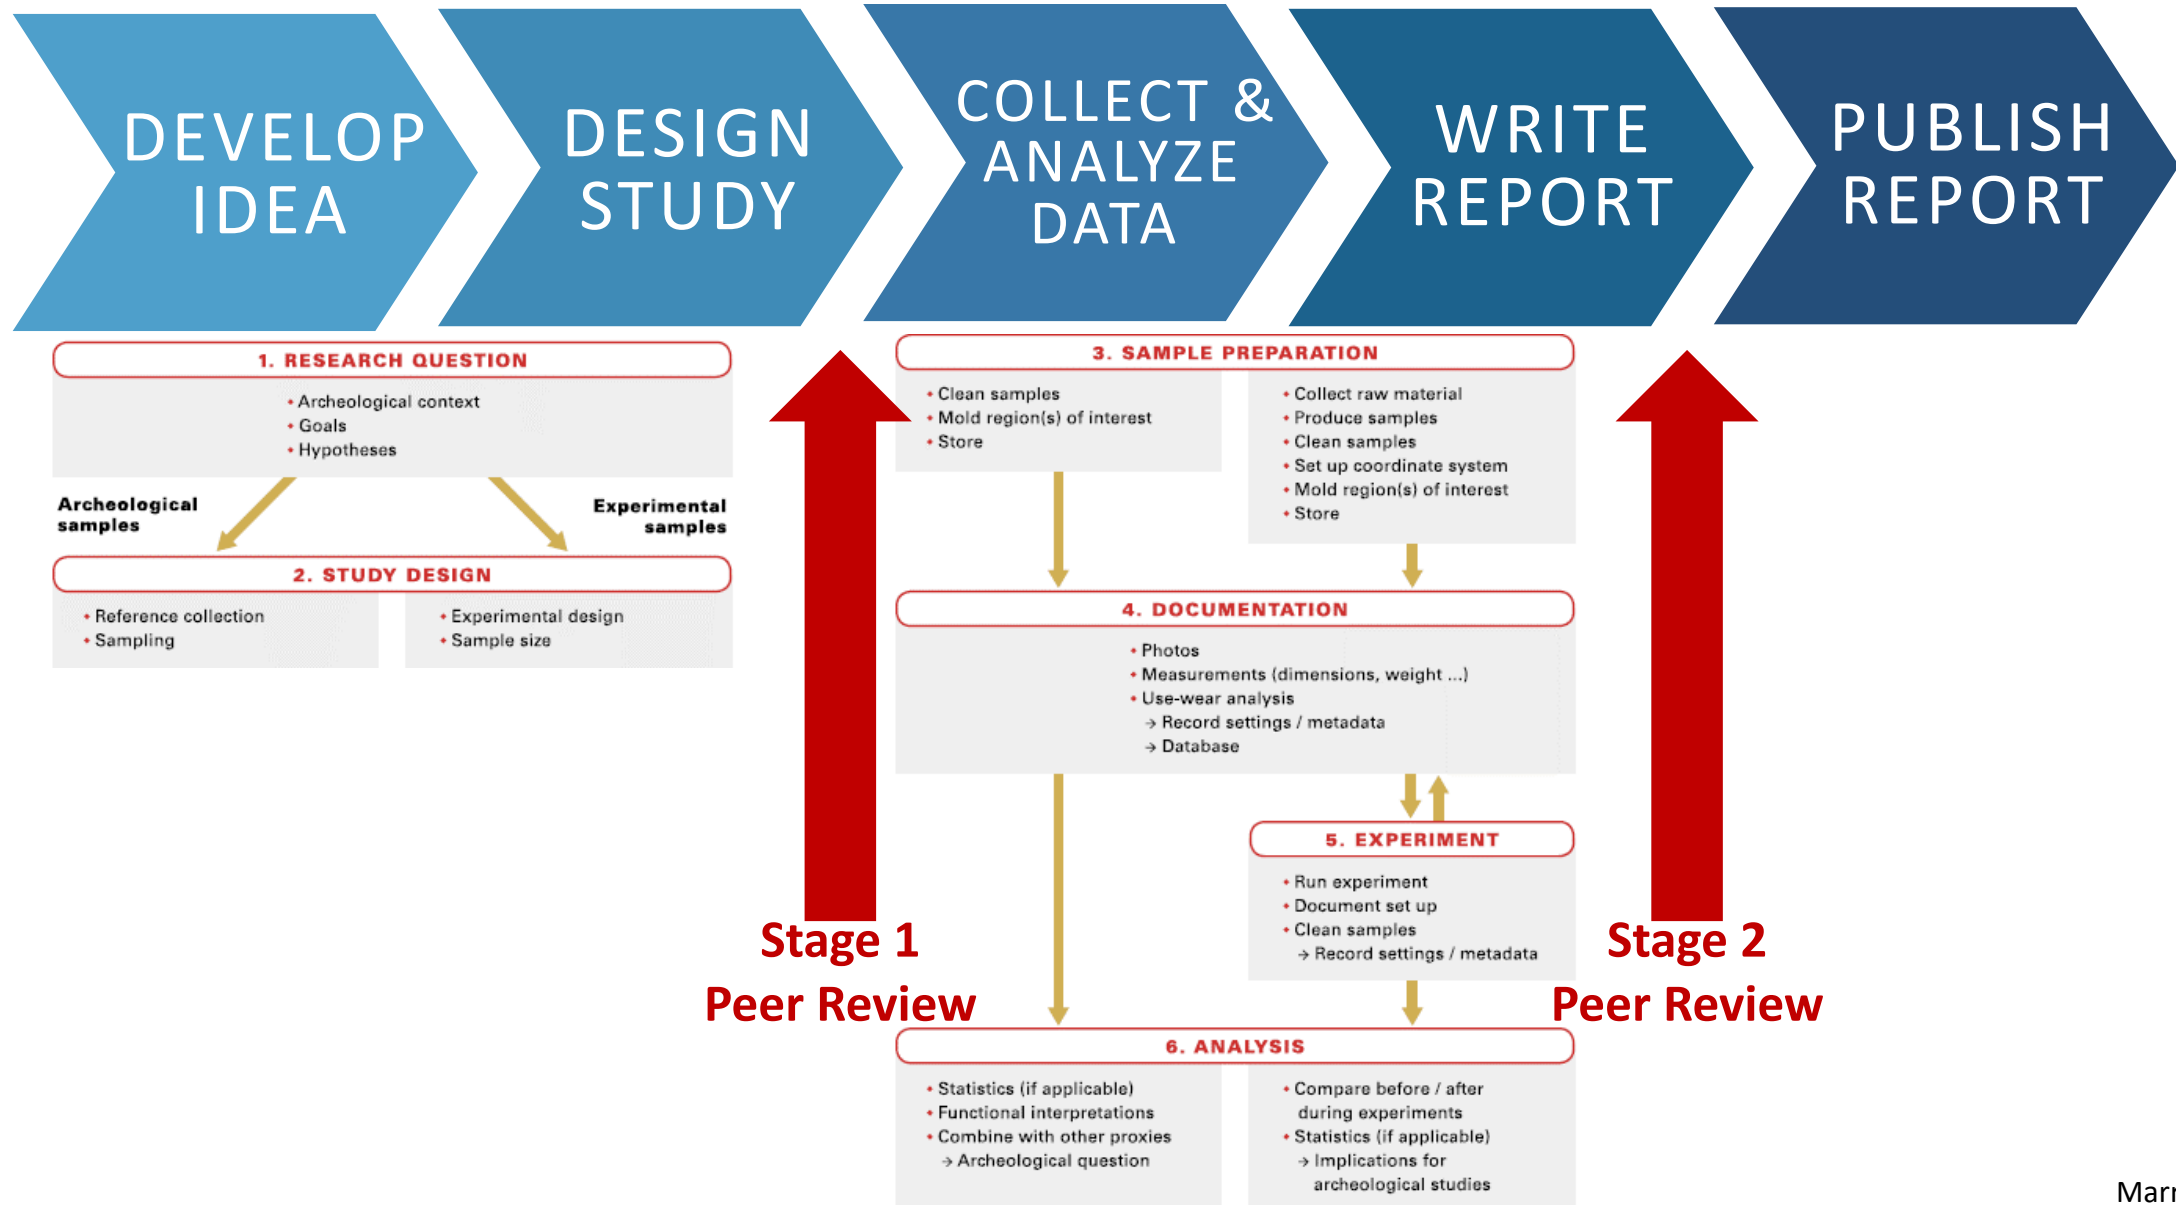 DEVELOP
IDEA
DESIGN
STUDY
COLLECT &
ANALYZE
DATA
WRITE
REPORT
PUBLISH
REPORT
1. RESEARCH QUESTION
• Archeological context
• Goals
• Hypotheses
Archeological
samples
Experimental
samples
2. STUDY DESIGN
• Reference collection
• Sampling
• Experimental design
• Sample size
Stage 1
Peer Review
3. SAMPLE PREPARATION
• Clean samples
• Mold region(s) of interest
• Store
• Collect raw material
• Produce samples
• Clean samples
• Set up coordinate system
• Mold region(s) of interest
• Store
4. DOCUMENTATION
• Photos
• Measurements (dimensions, weight ...)
• Use-wear analysis
→ Record settings / metadata
→ Database
5. EXPERIMENT
• Run experiment
• Document set up
• Clean samples
→ Record settings / metadata
6. ANALYSIS
• Statistics (if applicable)
• Functional interpretations
• Combine with other proxies
→ Archeological question
• Compare before / after
during experiments
• Statistics (if applicable)
→ Implications for
archeological studies
Stage 2
Peer Review